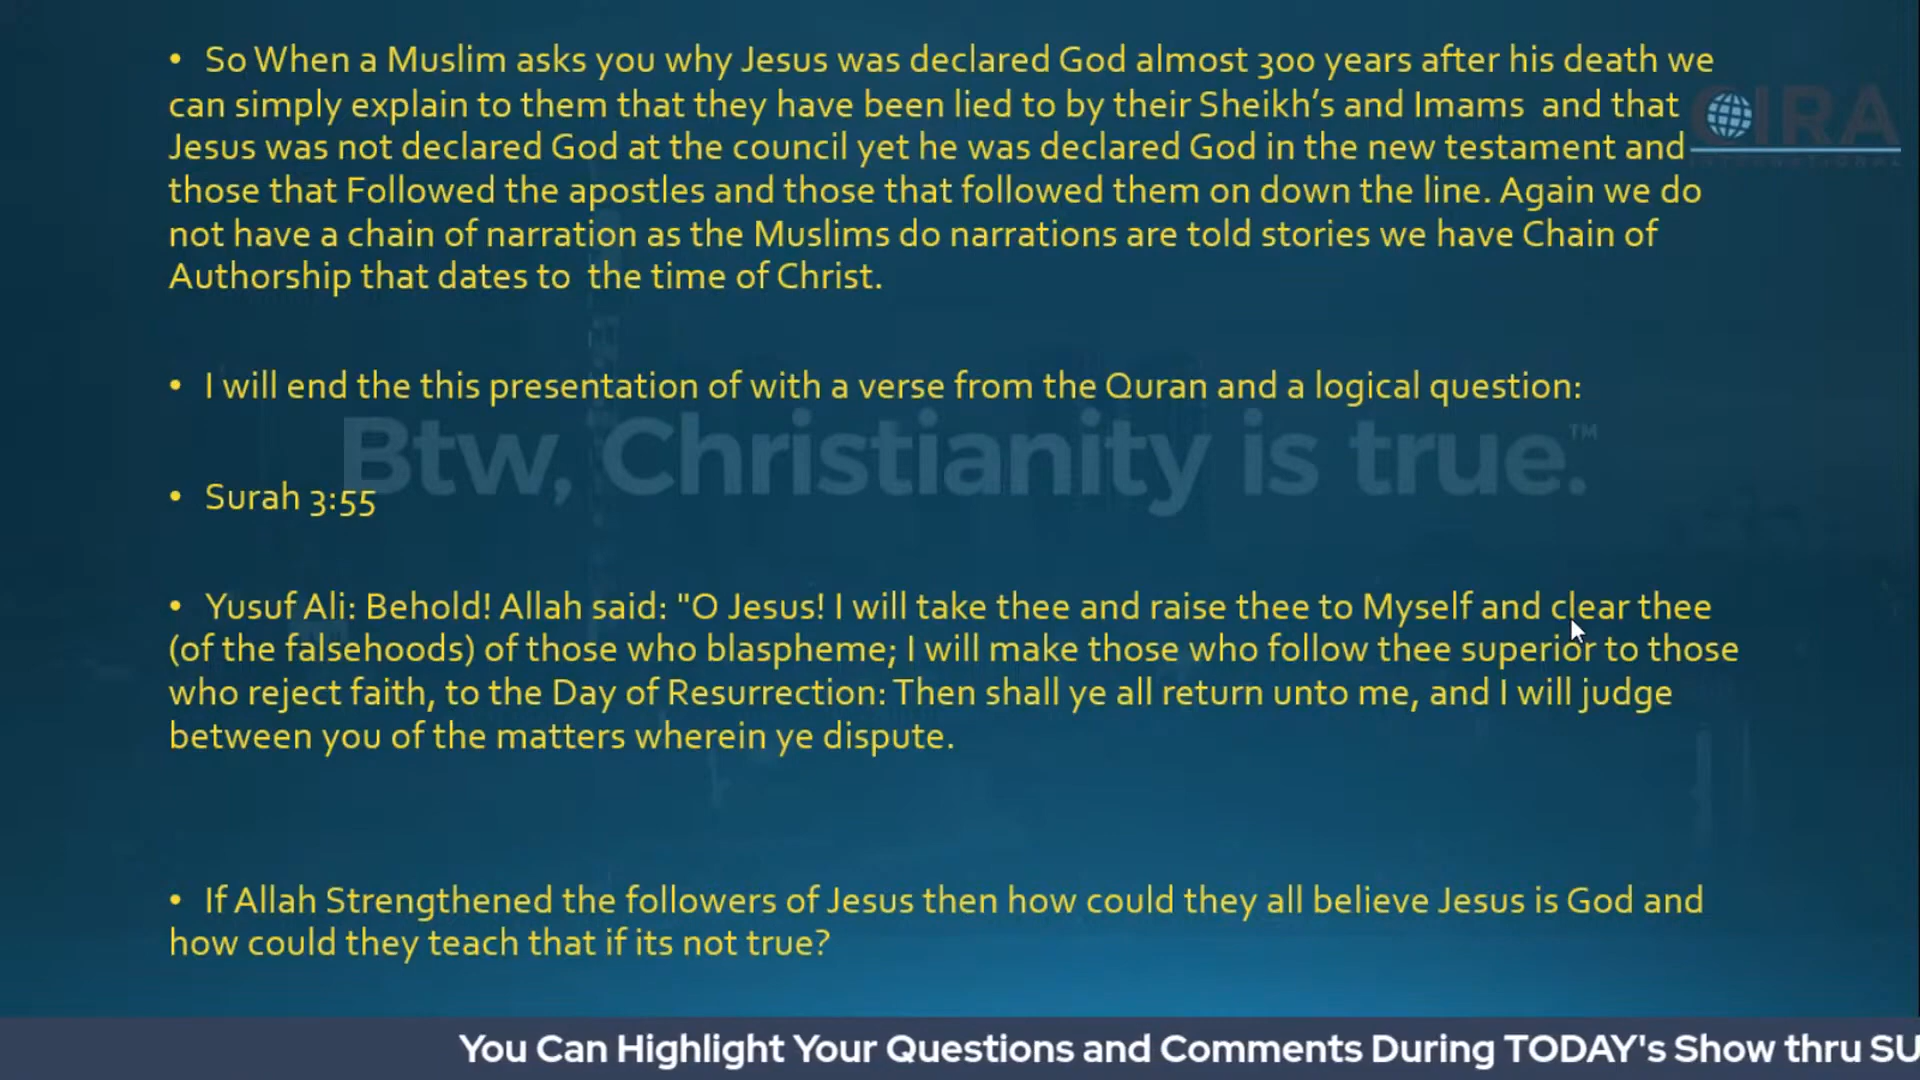 • So When a Muslim asks you why Jesus was declared God almost 300 years after his death we
can simply explain to them that they have been lied to by their Sheikh’s and Imams and that
Jesus was not declared God at the council yet he was declared God in the new testament and
those that Followed the apostles and those that followed them on down the line. Again we do
not have a chain of narration as the Muslims do narrations are told stories we have Chain of
Authorship that dates to the time of Christ.
CIRA
INTERNATIONAL
• I will end the this presentation of with a verse from the Quran and a logical question:
Btw, Christianity is true.™
• Surah 3:55
• Yusuf Ali: Behold! Allah said: "O Jesus! I will take thee and raise thee to Myself and clear thee
(of the falsehoods) of those who blaspheme; I will make those who follow thee superior to those
who reject faith, to the Day of Resurrection: Then shall ye all return unto me, and I will judge
between you of the matters wherein ye dispute.
• If Allah Strengthened the followers of Jesus then how could they all believe Jesus is God and
how could they teach that if its not true?
You Can Highlight Your Questions and Comments During TODAY's Show thru SU